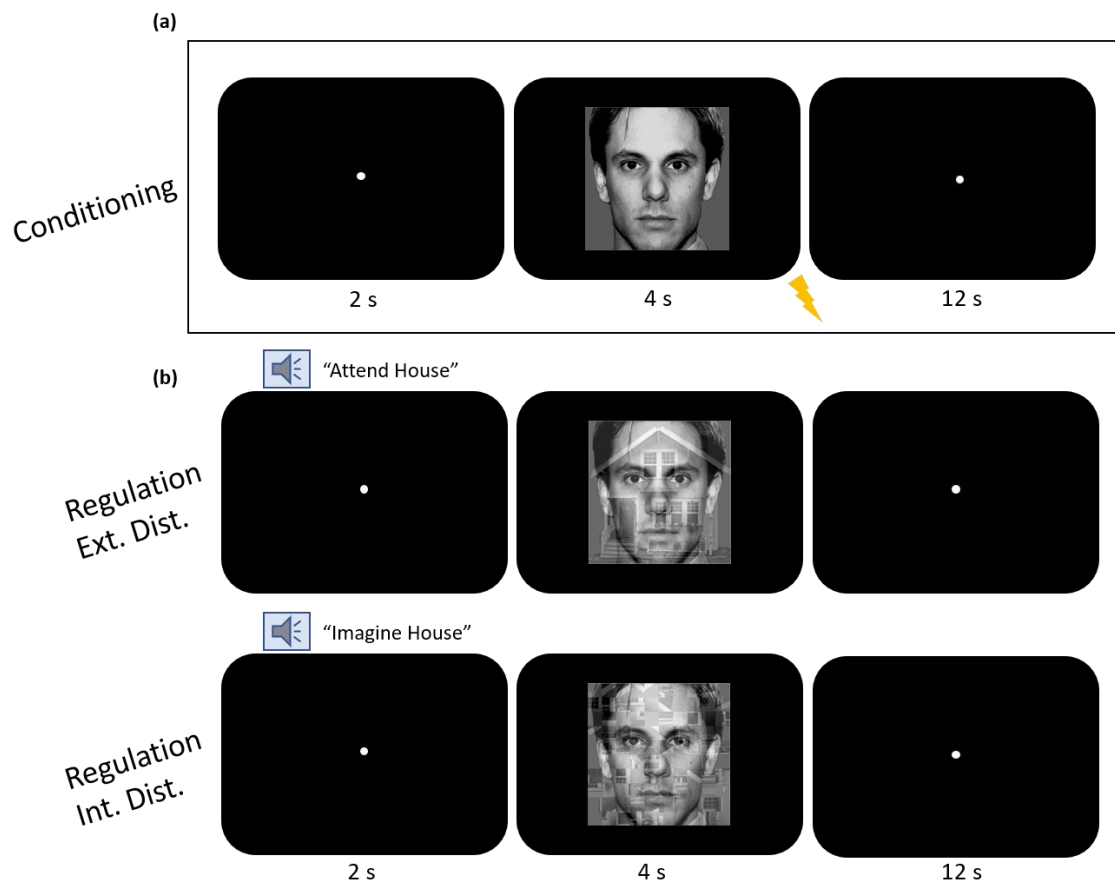 (a)
Conditioning
2 s
4 s
12 s
(b)
“Attend House”
Regulation
Ext. Dist.
“Imagine House”
Regulation
Int. Dist.
2 s
4 s
12 s